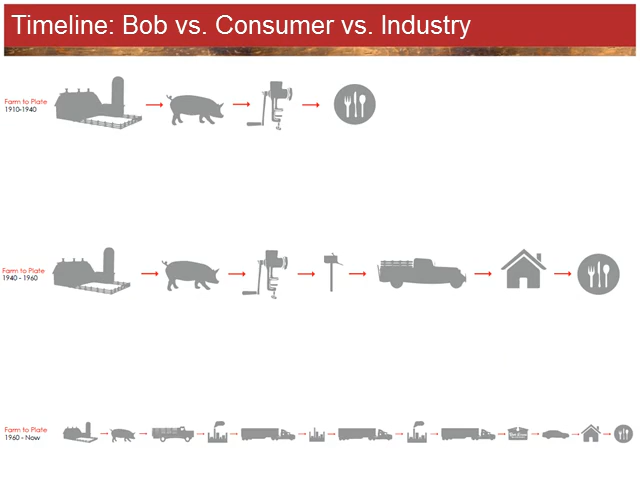 Timeline: Bob vs. Consumer vs. Industry
Farm to Plate
1910-1940
Farm to Plate
1940 - 1960
Farm to Plate
1960 - Now